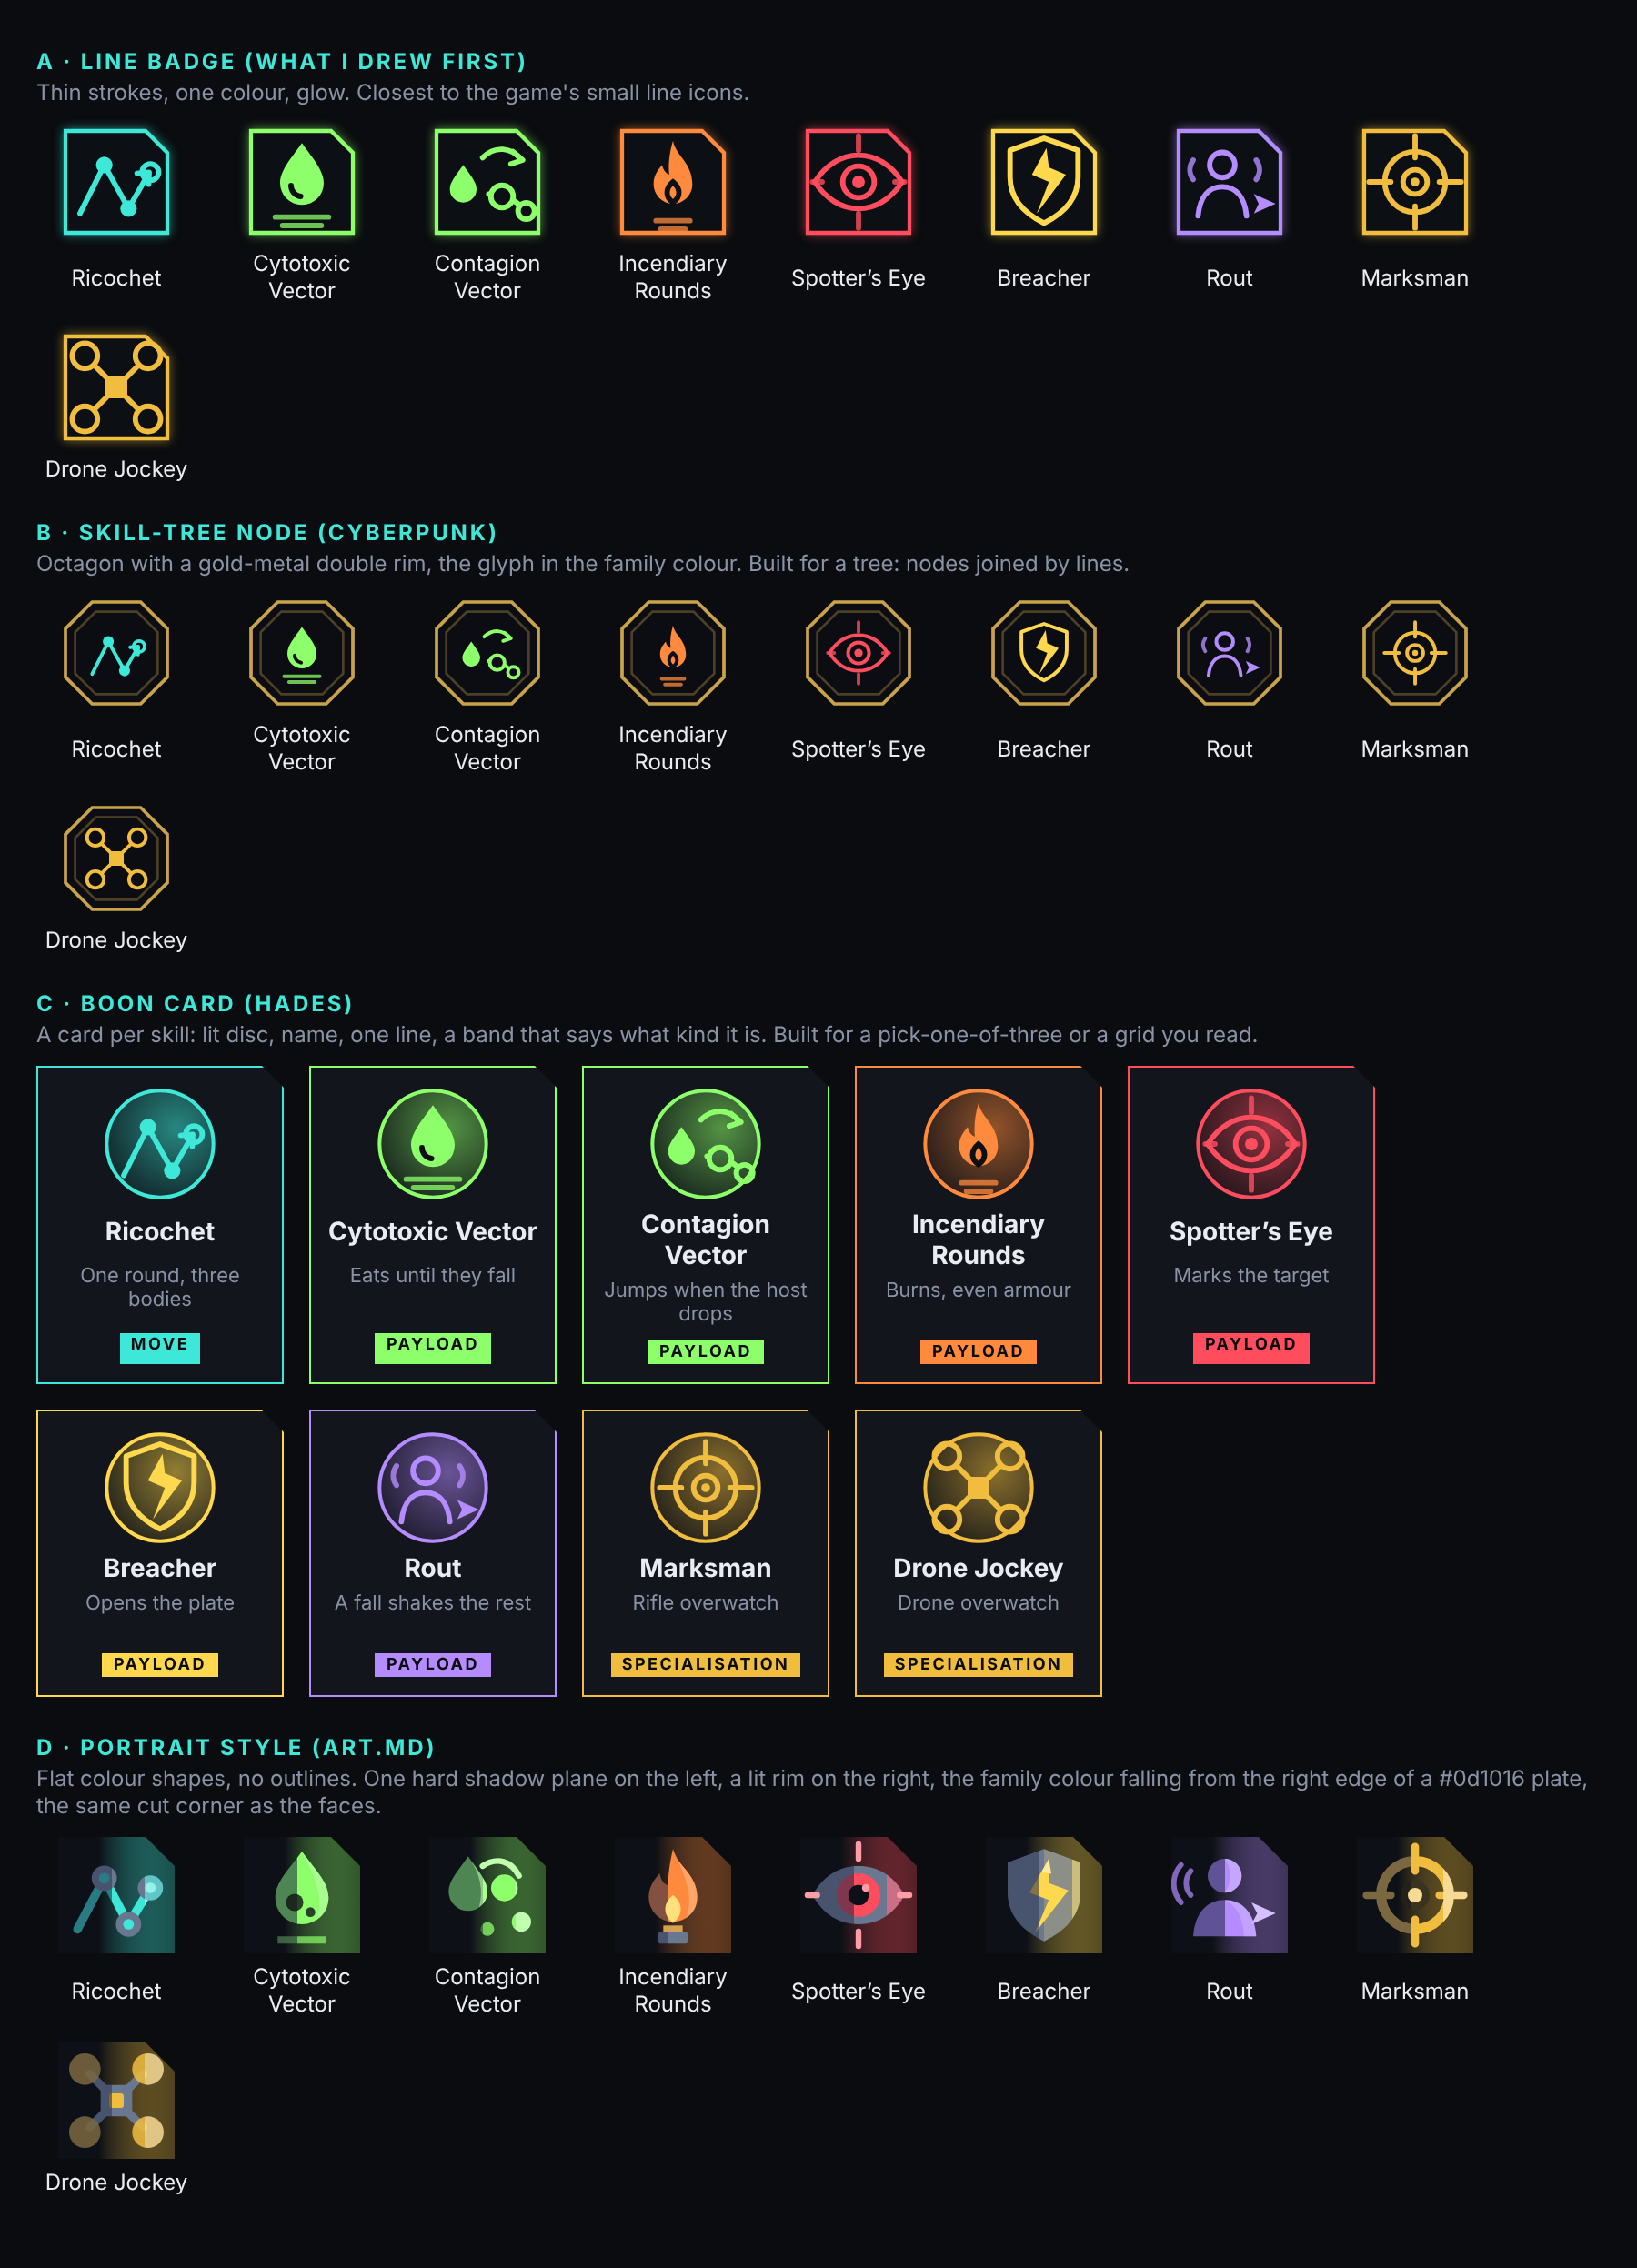 A · LINE BADGE (WHAT I DREW FIRST)
Thin strokes, one colour, glow. Closest to the game's small line icons.
Ricochet
Cytotoxic
Vector
Contagion
Vector
Incendiary
Rounds
Spotter’s Eye
Breacher
Rout
Marksman
Drone Jockey
B · SKILL-TREE NODE (CYBERPUNK)
Octagon with a gold-metal double rim, the glyph in the family colour. Built for a tree: nodes joined by lines.
Ricochet
Cytotoxic
Vector
Contagion
Vector
Incendiary
Rounds
Spotter’s Eye
Breacher
Rout
Marksman
Drone Jockey
C · BOON CARD (HADES)
A card per skill: lit disc, name, one line, a band that says what kind it is. Built for a pick-one-of-three or a grid you read.
Ricochet
One round, three
bodies
MOVE
Cytotoxic Vector
Eats until they fall
PAYLOAD
Contagion
Vector
Jumps when the host
drops
PAYLOAD
Incendiary
Rounds
Burns, even armour
PAYLOAD
Spotter’s Eye
Marks the target
PAYLOAD
Breacher
Opens the plate
PAYLOAD
Rout
A fall shakes the rest
PAYLOAD
Marksman
Rifle overwatch
SPECIALISATION
Drone Jockey
Drone overwatch
SPECIALISATION
D · PORTRAIT STYLE (ART.MD)
Flat colour shapes, no outlines. One hard shadow plane on the left, a lit rim on the right, the family colour falling from the right edge of a #0d1016 plate,
the same cut corner as the faces.
Ricochet
Cytotoxic
Vector
Contagion
Vector
Incendiary
Rounds
Spotter’s Eye
Breacher
Rout
Marksman
Drone Jockey